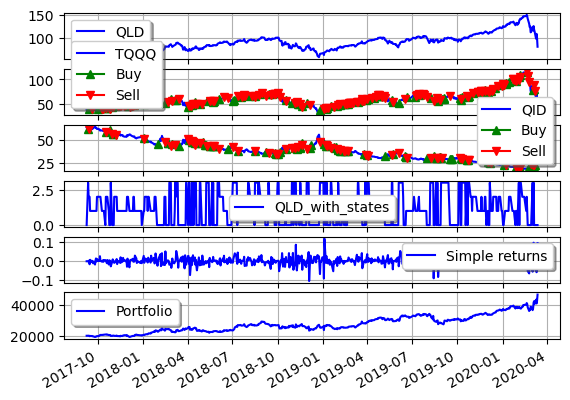 150
100
QLD
TQQQ
Buy
Sell
100
50
QID
Buy
Sell
50
25
2.5
0.0
QLD_with_states
0.1
0.0
−0.1
Simple returns
40000
20000
Portfolio
2017-10
2018-01
2018-04
2018-07
2018-10
2019-01
2019-04
2019-07
2019-10
2020-01
2020-04